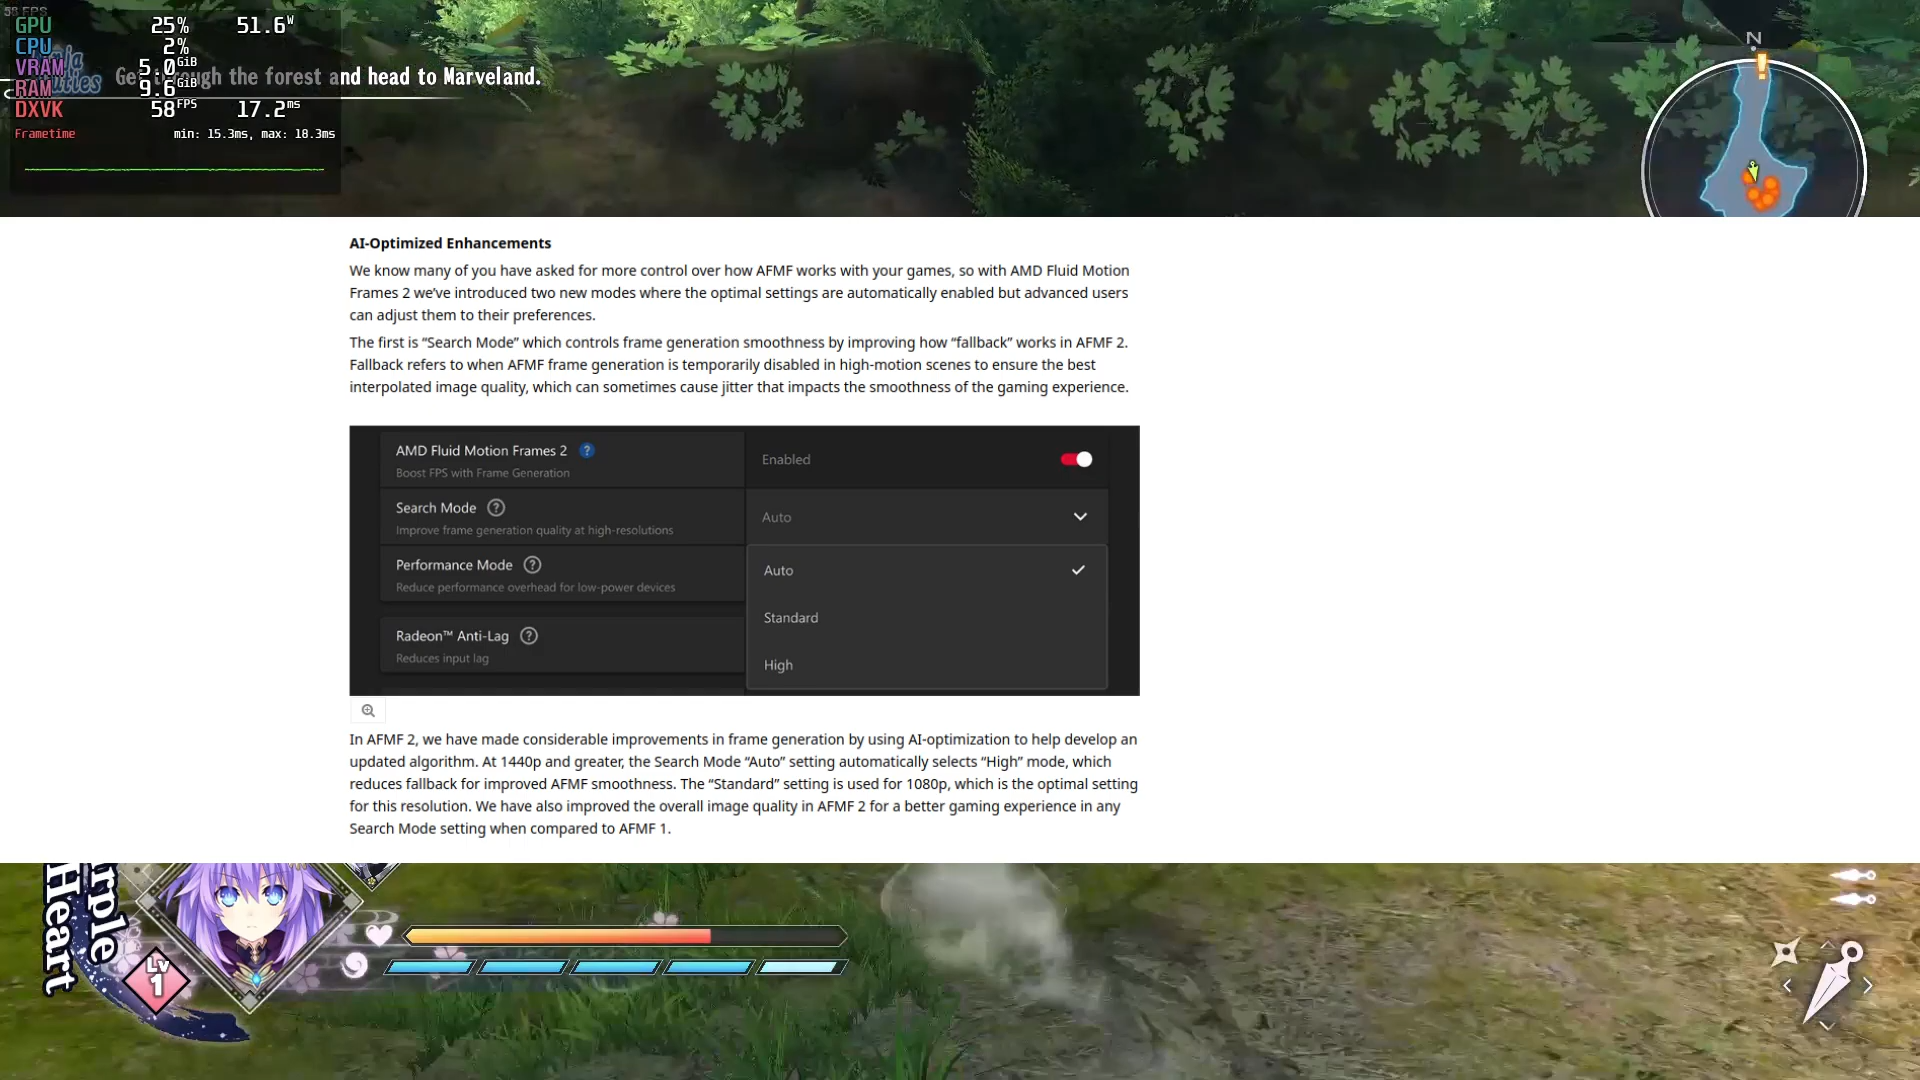 58 FPS
GPU 25% 51.6W
CPU 2%
VRAM 5.0GiB
RAM 9.6GiB
DXVK 58FPS 17.2ms
Frametime min: 15.3ms, max: 18.3ms
Get through the forest and head to Marveland.
N
AI-Optimized Enhancements
We know many of you have asked for more control over how AFMF works with your games, so with AMD Fluid Motion
Frames 2 we’ve introduced two new modes where the optimal settings are automatically enabled but advanced users
can adjust them to their preferences.
The first is “Search Mode” which controls frame generation smoothness by improving how “fallback” works in AFMF 2.
Fallback refers to when AFMF frame generation is temporarily disabled in high-motion scenes to ensure the best
interpolated image quality, which can sometimes cause jitter that impacts the smoothness of the gaming experience.
AMD Fluid Motion Frames 2 ?
Boost FPS with Frame Generation
Enabled
Search Mode ?
Improve frame generation quality at high-resolutions
Auto
Performance Mode ?
Reduce performance overhead for low-power devices
Auto
Standard
High
Radeon™ Anti-Lag ?
Reduces input lag
In AFMF 2, we have made considerable improvements in frame generation by using AI-optimization to help develop an
updated algorithm. At 1440p and greater, the Search Mode “Auto” setting automatically selects “High” mode, which
reduces fallback for improved AFMF smoothness. The “Standard” setting is used for 1080p, which is the optimal setting
for this resolution. We have also improved the overall image quality in AFMF 2 for a better gaming experience in any
Search Mode setting when compared to AFMF 1.
Heart
Lv
1